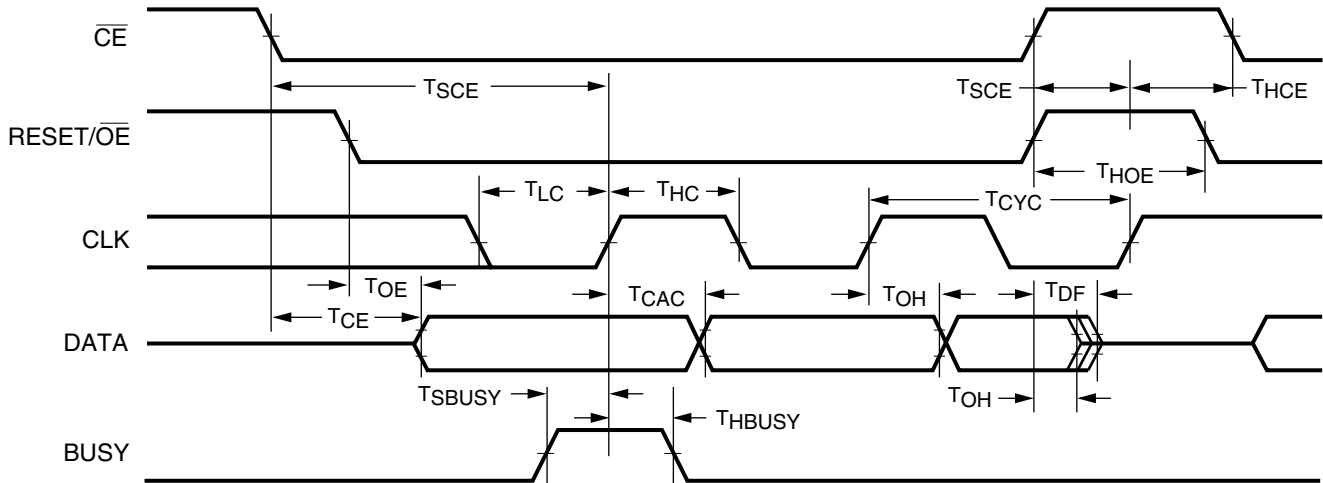 CE
TSCE TSCE THCE
RESET/OE
TLC THC TCYC THOE
CLK
TOE TCAC TOH TDF
TCE
DATA
TSBUSY TOH
THBUSY
BUSY